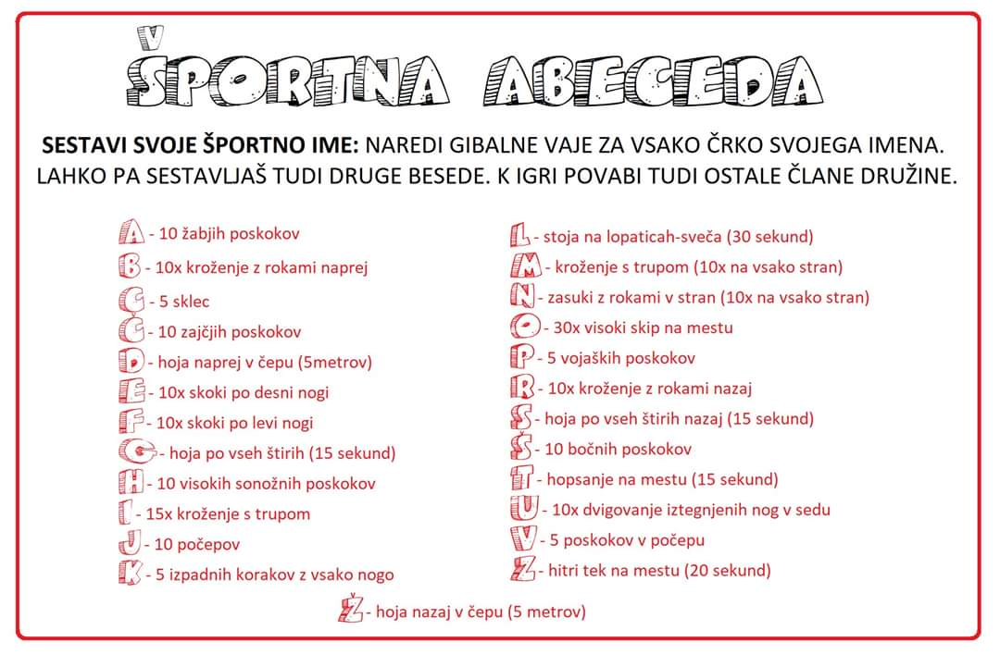 ŠPORTNA ABECEDA
SESTAVI SVOJE ŠPORTNO IME: NAREDI GIBALNE VAJE ZA VSAKO ČRKO SVOJEGA IMENA.
LAHKO PA SESTAVLJAŠ TUDI DRUGE BESEDE. K IGRI POVABI TUDI OSTALE ČLANE DRUŽINE.
A - 10 žabjih poskokov
B - 10x kroženje z rokami naprej
C - 5 sklec
Č - 10 zajčjih poskokov
D - hoja naprej v čepu (5metrov)
E - 10x skoki po desni nogi
F - 10x skoki po levi nogi
G - hoja po vseh štirih (15 sekund)
H - 10 visokih sonožnih poskokov
I - 15x kroženje s trupom
J - 10 počepov
K - 5 izpadnih korakov z vsako nogo
L - stoja na lopaticah-sveča (30 sekund)
M - kroženje s trupom (10x na vsako stran)
N - zasuki z rokami v stran (10x na vsako stran)
O - 30x visoki skip na mestu
P - 5 vojaških poskokov
R - 10x kroženje z rokami nazaj
S - hoja po vseh štirih nazaj (15 sekund)
Š - 10 bočnih poskokov
T - hopsanje na mestu (15 sekund)
U - 10x dvigovanje iztegnjenih nog v sedu
V - 5 poskokov v počepu
Z - hitri tek na mestu (20 sekund)
Ž - hoja nazaj v čepu (5 metrov)